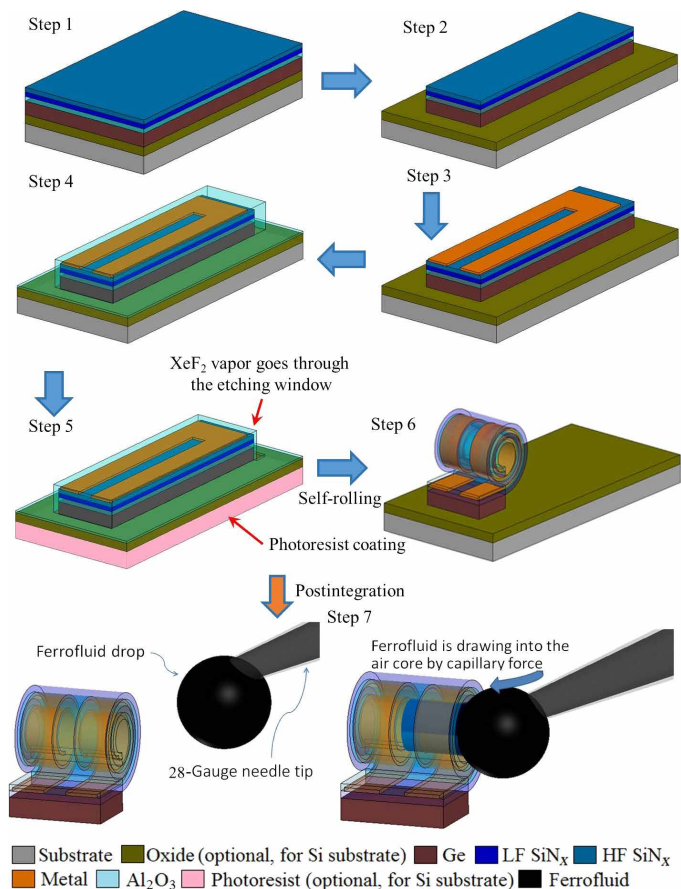 Step 1
Step 2
Step 4
Step 3
XeF₂ vapor goes through
the etching window
Step 5
Step 6
Self-rolling
Photoresist coating
Postintegration
Step 7
Ferrofluid drop
Ferrofluid is drawing into the
air core by capillary force
28-Gauge needle tip
Substrate Oxide (optional, for Si substrate) Ge LF SiNₓ HF SiNₓ
Metal Al₂O₃ Photoresist (optional, for Si substrate) Ferrofluid